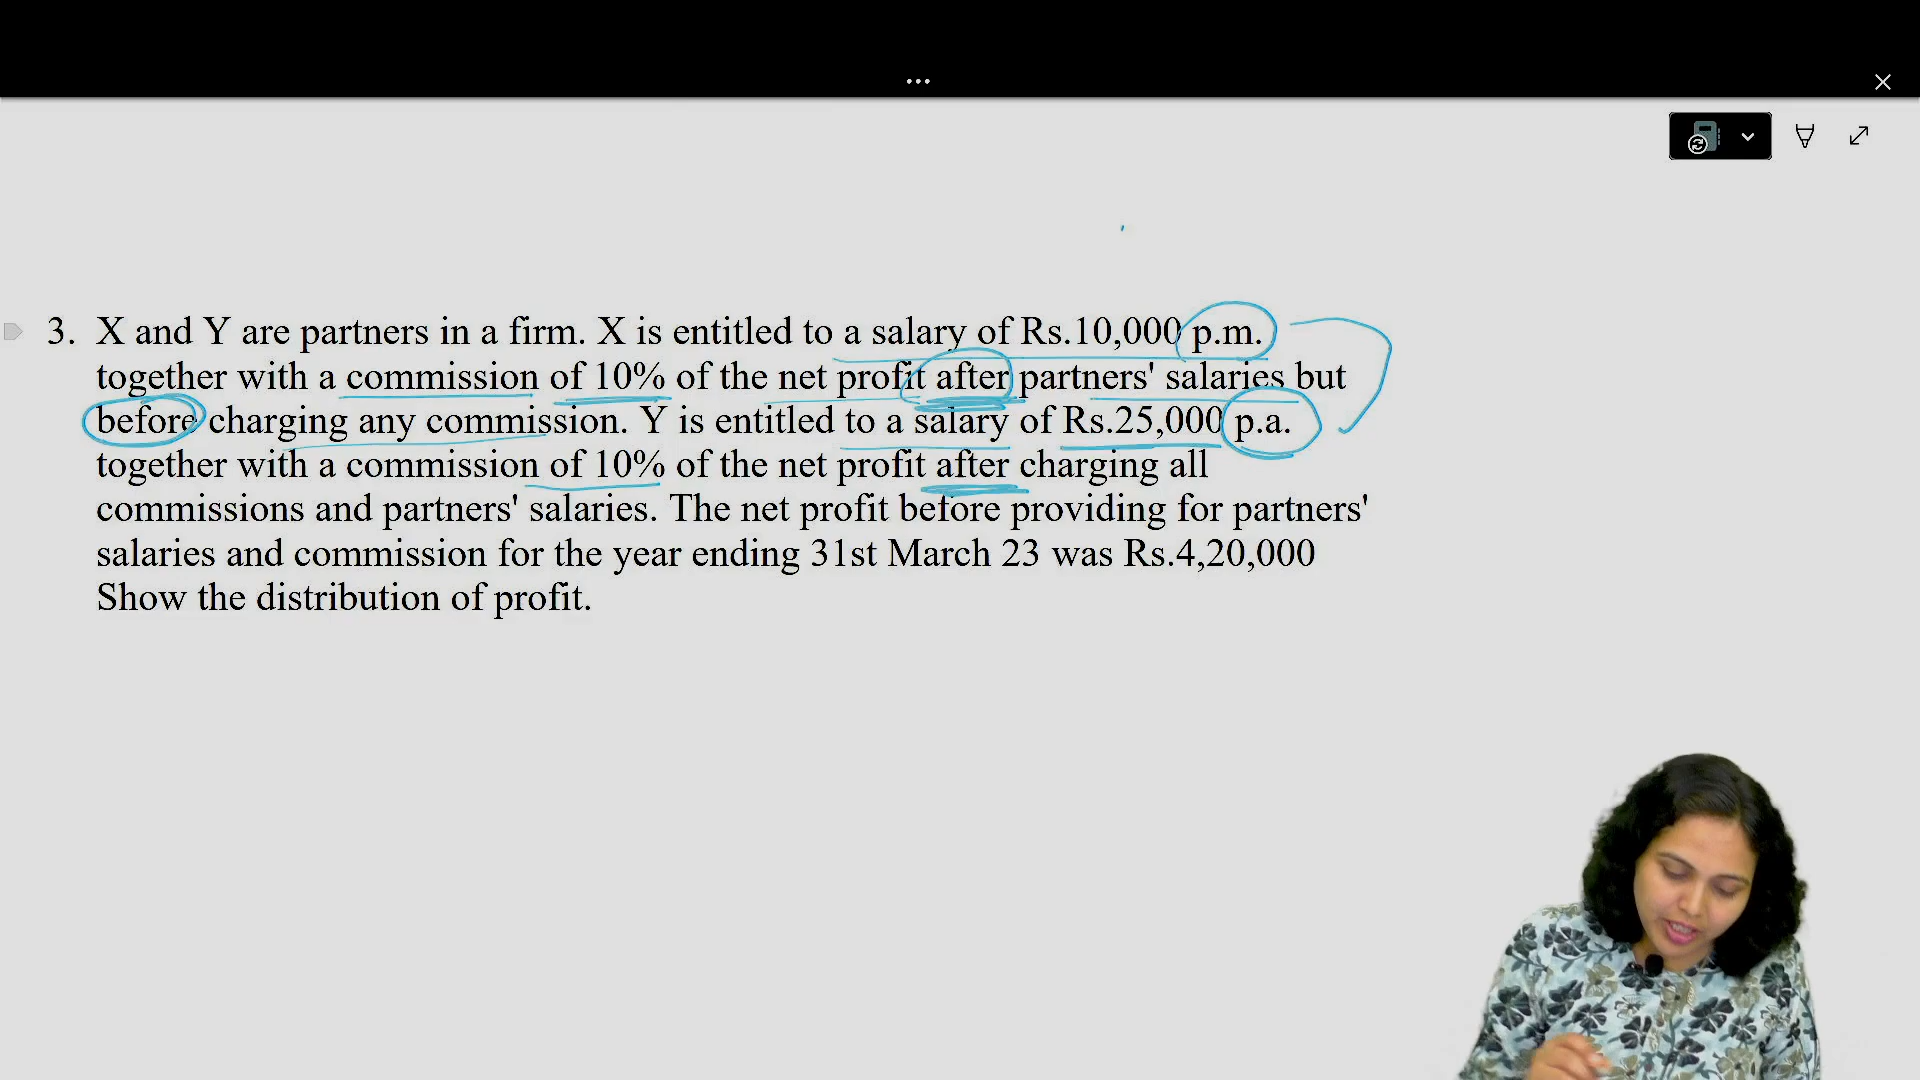 3. X and Y are partners in a firm. X is entitled to a salary of Rs.10,000 p.m.
together with a commission of 10% of the net profit after partners' salaries but
before charging any commission. Y is entitled to a salary of Rs.25,000 p.a.
together with a commission of 10% of the net profit after charging all
commissions and partners' salaries. The net profit before providing for partners'
salaries and commission for the year ending 31st March 23 was Rs.4,20,000
Show the distribution of profit.